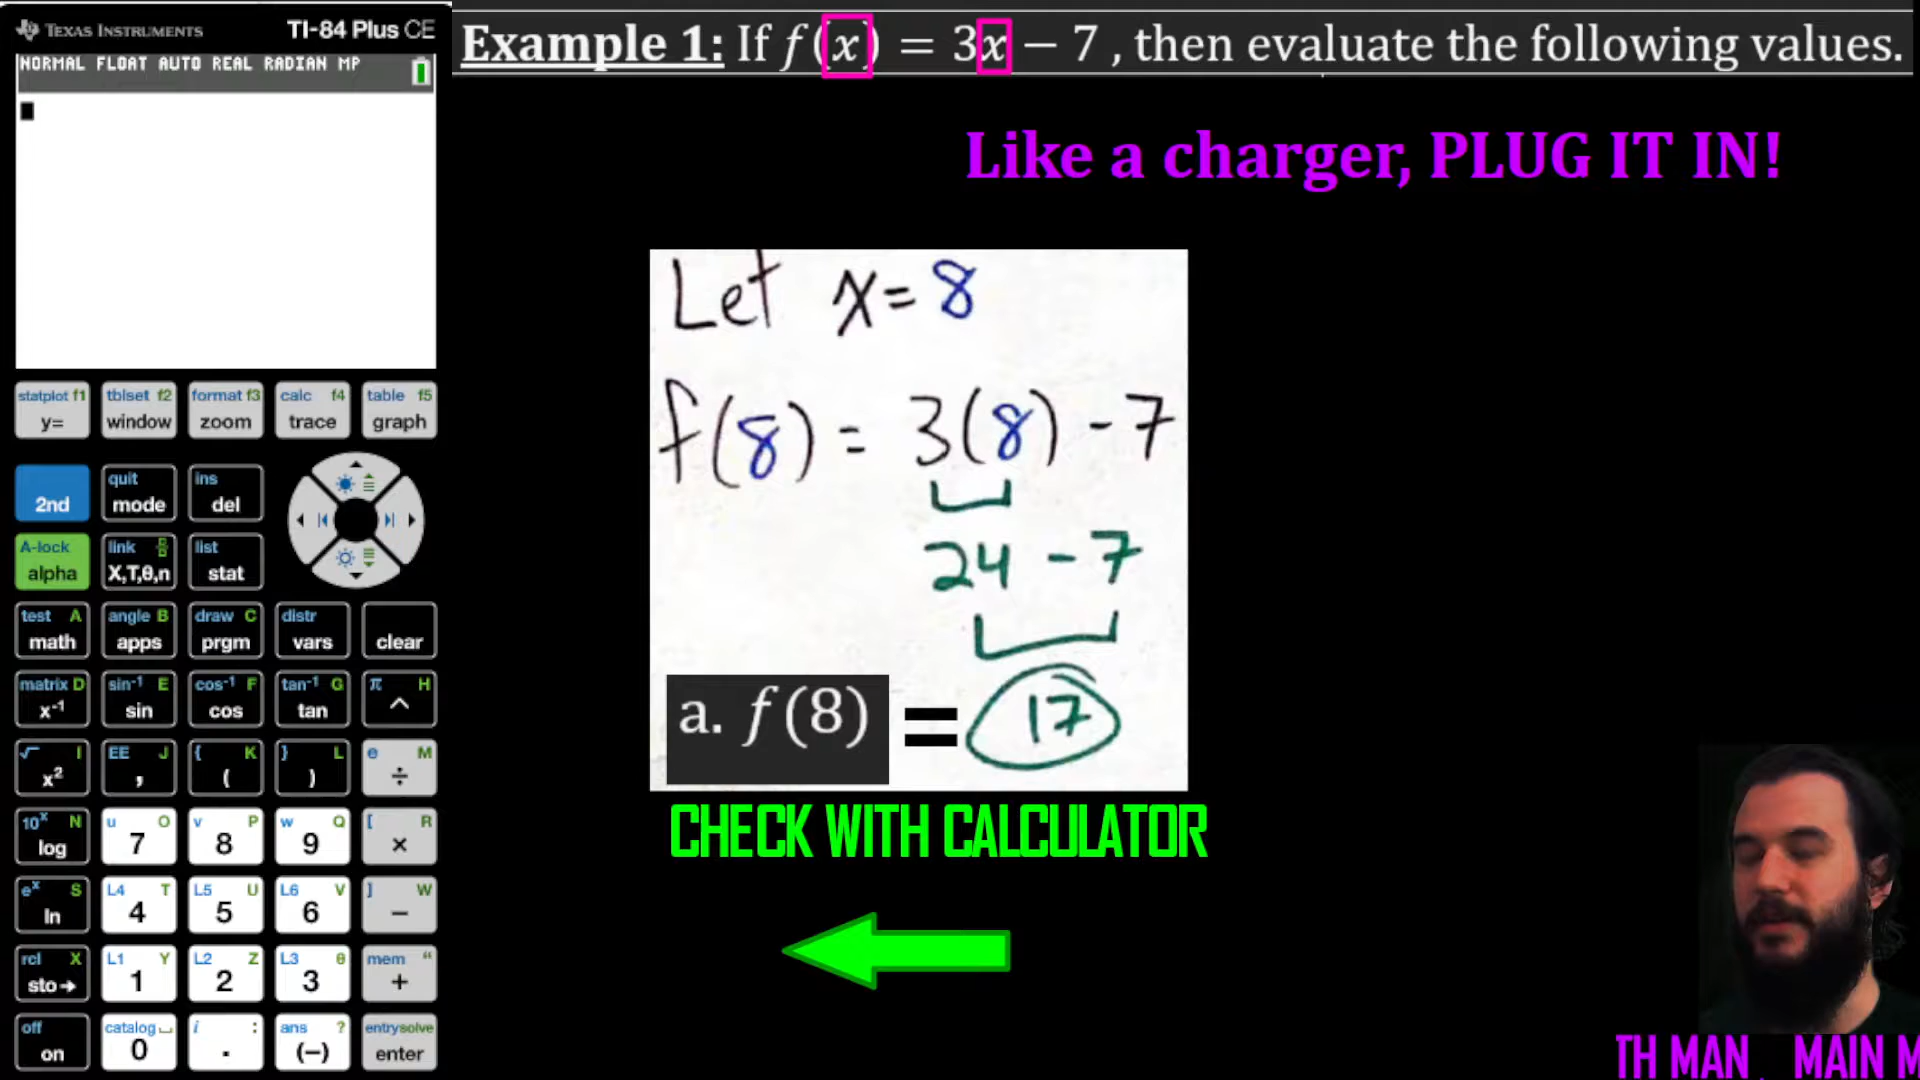 TEXAS INSTRUMENTS TI-84 Plus CE
NORMAL FLOAT AUTO REAL RADIAN MP
Example 1: If f(x) = 3x − 7 , then evaluate the following values.
Like a charger, PLUG IT IN!
Let x = 8
f(8) = 3(8) - 7
24 - 7
a. f(8) = 17
CHECK WITH CALCULATOR
statplot f1 tblset f2 format f3 calc f4 table f5
y= window zoom trace graph
quit ins
2nd mode del
A-lock link list
alpha X,T,θ,n stat
test A angle B draw C distr
math apps prgm vars clear
matrix D sin⁻¹ E cos⁻¹ F tan⁻¹ G π H
x⁻¹ sin cos tan ^
√ I EE J { K } L e M
x² , ( ) ÷
10ˣ N u O v P w Q [ R
log 7 8 9 ×
eˣ S L4 T L5 U L6 V ] W
ln 4 5 6 −
rcl X L1 Y L2 Z L3 θ mem “
sto→ 1 2 3 +
off catalog i : ans ? entry solve
on 0 . (−) enter
TH MAN MAIN M